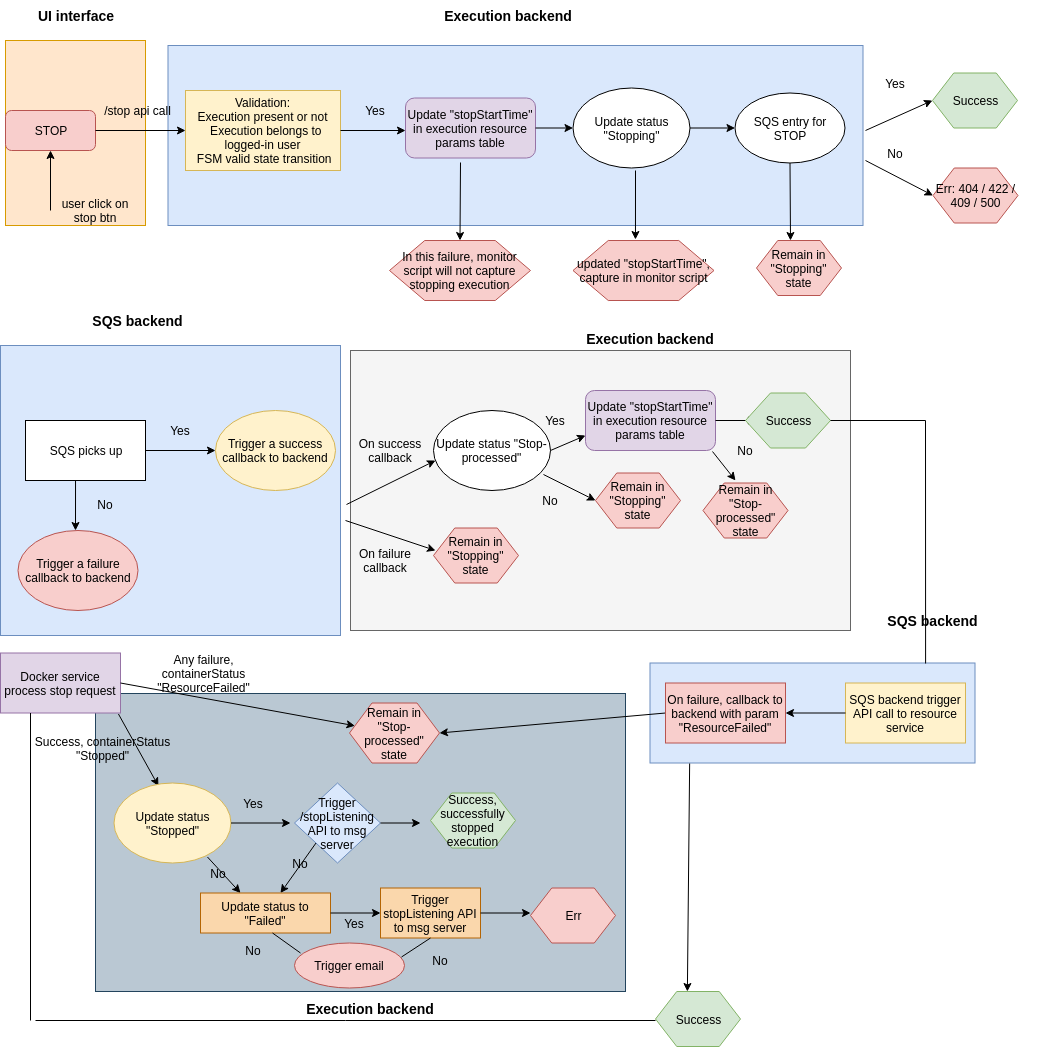 UI interface
Execution backend
STOP
/stop api call
user click on
stop btn
Validation:
Execution present or not
Execution belongs to
logged-in user
FSM valid state transition
Yes
Update "stopStartTime"
in execution resource
params table
Update status
"Stopping"
SQS entry for
STOP
Yes
Success
No
Err: 404 / 422 /
409 / 500
In this failure, monitor
script will not capture
stopping execution
updated "stopStartTime",
capture in monitor script
Remain in
"Stopping"
state
SQS backend
SQS picks up
Yes
Trigger a success
callback to backend
No
Trigger a failure
callback to backend
Execution backend
On success
callback
Update status "Stop-
processed"
Yes
Update "stopStartTime"
in execution resource
params table
Success
No
Remain in
"Stopping"
state
No
Remain in
"Stop-
processed"
state
On failure
callback
Remain in
"Stopping"
state
SQS backend
On failure, callback to
backend with param
"ResourceFailed"
SQS backend trigger
API call to resource
service
Docker service
process stop request
Any failure,
containerStatus
"ResourceFailed"
Remain in
"Stop-
processed"
state
Success, containerStatus
"Stopped"
Update status
"Stopped"
Yes
Trigger
/stopListening
API to msg
server
Success,
successfully
stopped
execution
No
No
Update status to
"Failed"
Yes
Trigger
stopListening API
to msg server
Err
No
Trigger email
No
Execution backend
Success